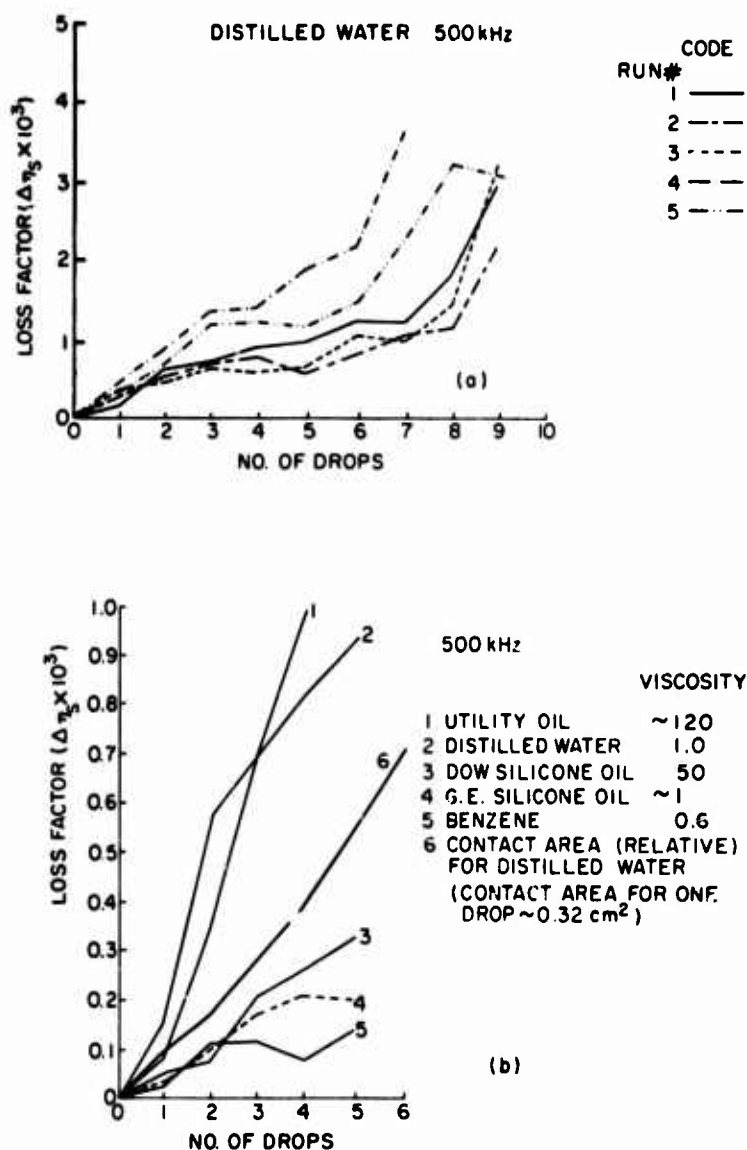 DISTILLED WATER 500kHz
CODE
RUN#
1
2
3
4
5
LOSS FACTOR (Δηs × 10³)
5
4
3
2
1
0
0 1 2 3 4 5 6 7 8 9 10
(a)
NO. OF DROPS
500 kHz
VISCOSITY
1 UTILITY OIL ~120
2 DISTILLED WATER 1.0
3 DOW SILICONE OIL 50
4 G.E. SILICONE OIL ~1
5 BENZENE 0.6
6 CONTACT AREA (RELATIVE)
FOR DISTILLED WATER
(CONTACT AREA FOR ONE
DROP ~0.32 cm²)
LOSS FACTOR (Δηs × 10³)
1.0
0.9
0.8
0.7
0.6
0.5
0.4
0.3
0.2
0.1
0
1
2
6
3
4
5
0 1 2 3 4 5 6
(b)
NO. OF DROPS